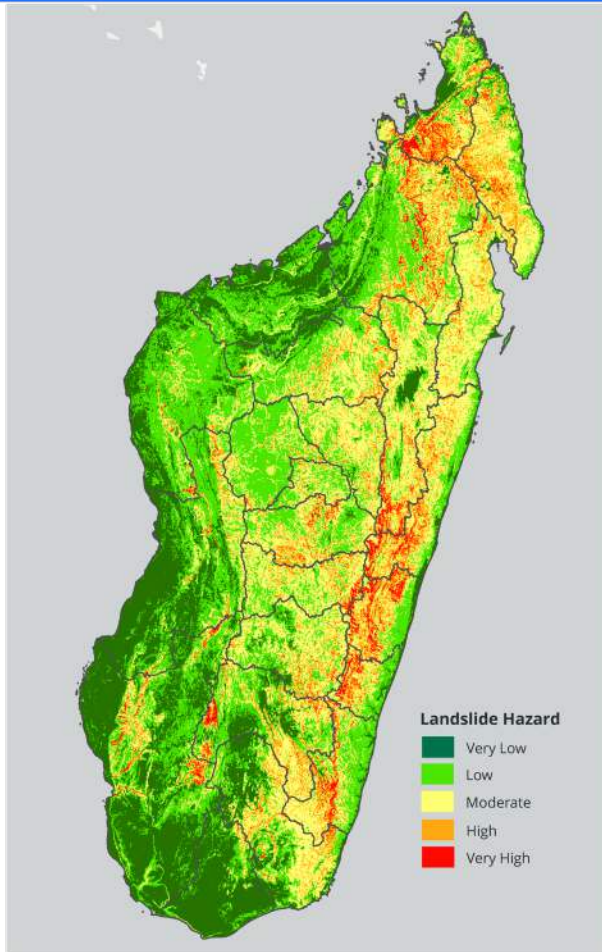 Landslide Hazard
Very Low
Low
Moderate
High
Very High